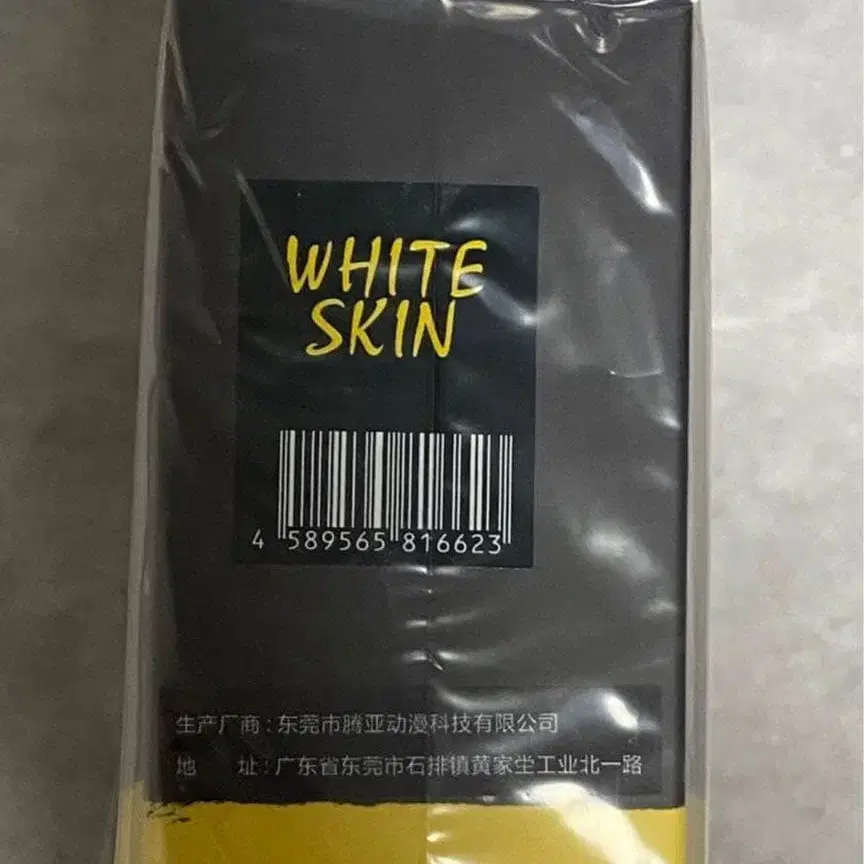 WHITE
SKIN
4 589565 816623
生产厂商：东莞市腾亚动漫科技有限公司
地 址：广东省东莞市石排镇黄家坣工业北一路